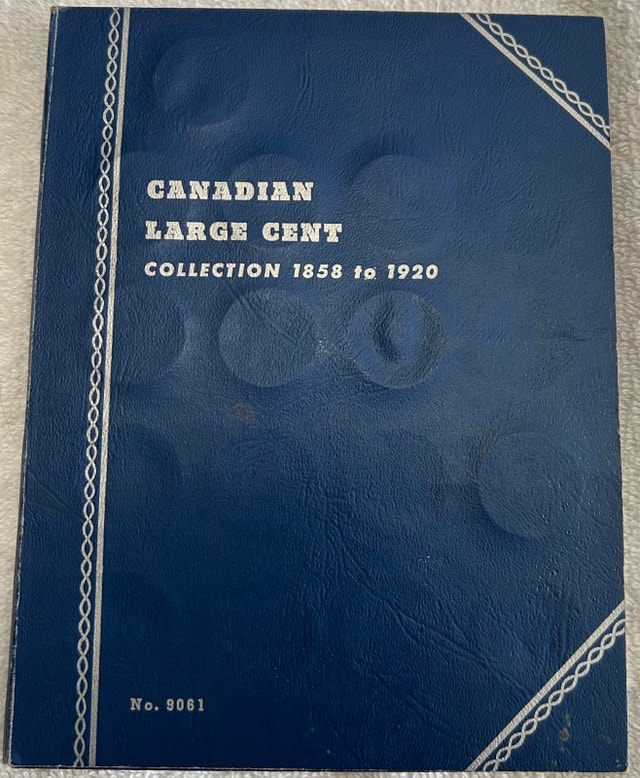 CANADIAN
LARGE CENT
COLLECTION 1858 to 1920
No. 9061